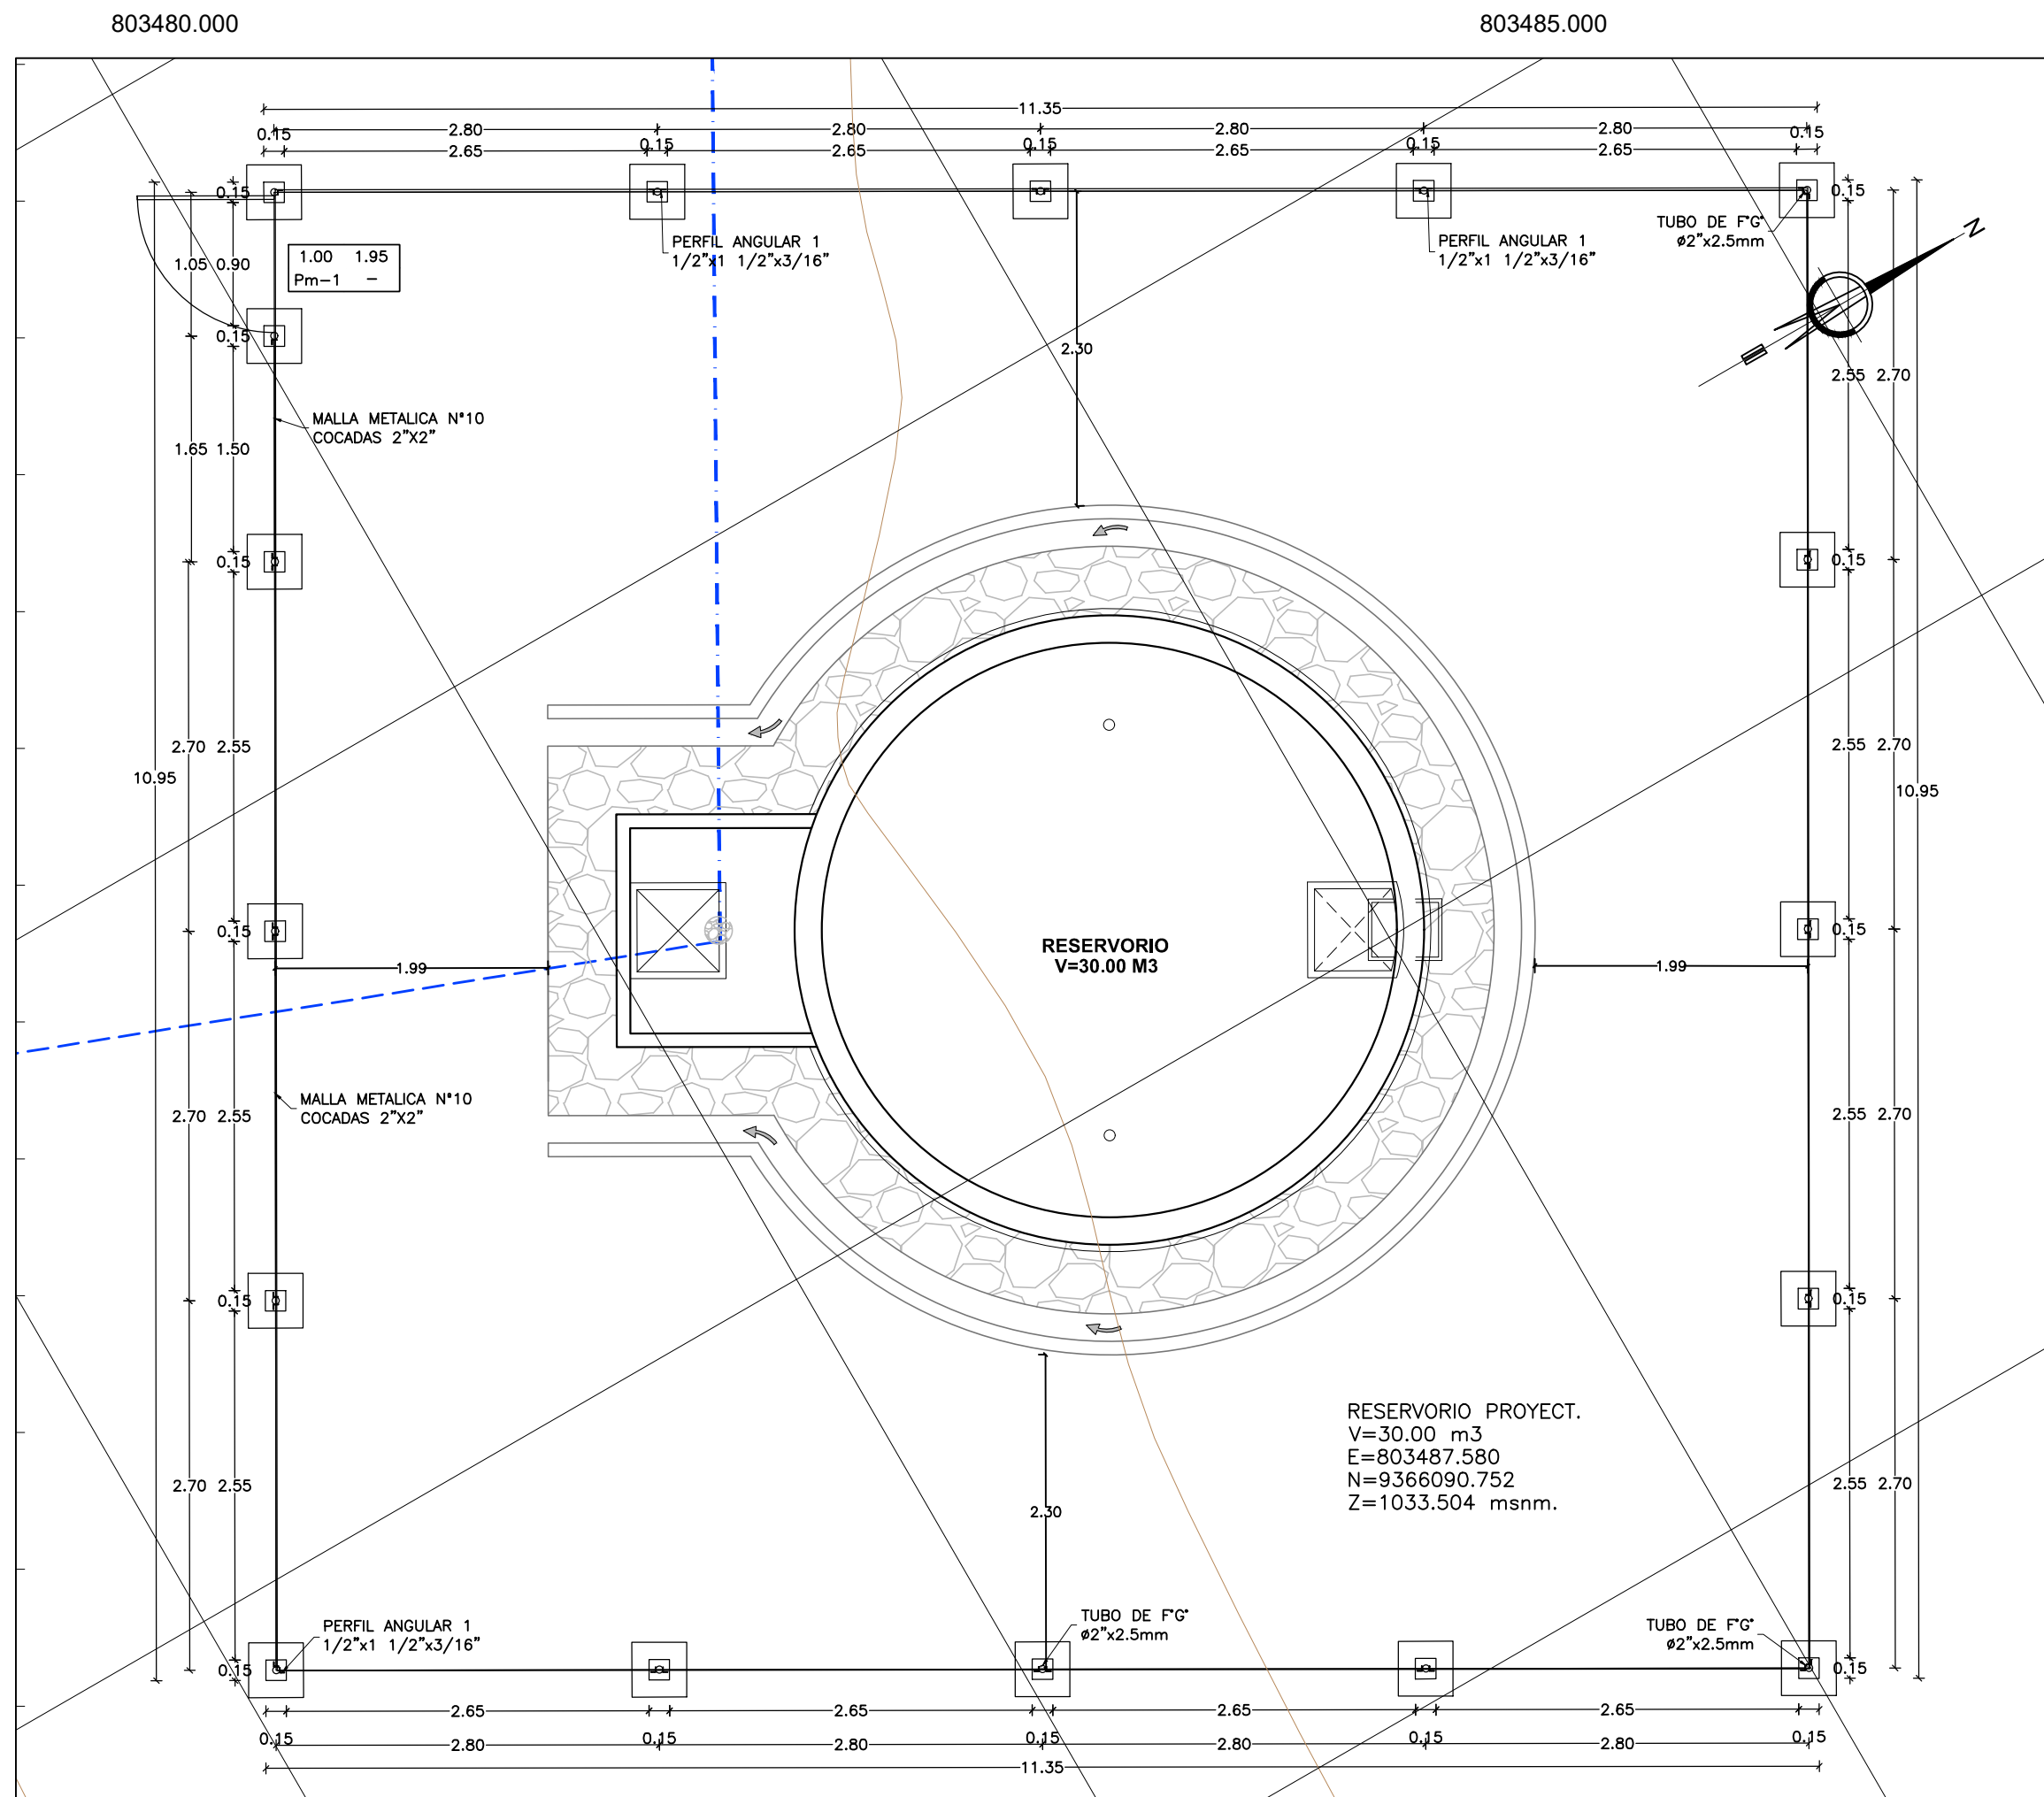 803480.000 803485.000
11.35
2.80 2.80 2.80 2.80
0.15 0.15 0.15 0.15 0.15
2.65 2.65 2.65 2.65
0.15 0.15
PERFIL ANGULAR 1
1/2"x1 1/2"x3/16"
PERFIL ANGULAR 1
1/2"x1 1/2"x3/16"
TUBO DE F°G°
ø2"x2.5mm
N
1.00 1.95
Pm-1 -
1.05 0.90
0.15
2.30
2.55 2.70
MALLA METALICA N°10
COCADAS 2"X2"
1.65 1.50
0.15 0.15
2.70 2.55
2.55 2.70
10.95
10.95
0.15 0.15
RESERVORIO
V=30.00 M3
1.99 1.99
MALLA METALICA N°10
COCADAS 2"X2"
2.70 2.55
2.55 2.70
0.15 0.15
RESERVORIO PROYECT.
V=30.00 m3
E=803487.580
N=9366090.752
Z=1033.504 msnm.
2.70 2.55
2.30
2.55 2.70
PERFIL ANGULAR 1
1/2"x1 1/2"x3/16"
TUBO DE F°G°
ø2"x2.5mm
TUBO DE F°G°
ø2"x2.5mm
0.15 0.15
2.65 2.65 2.65 2.65
0.15 0.15 0.15 0.15 0.15
2.80 2.80 2.80 2.80
11.35